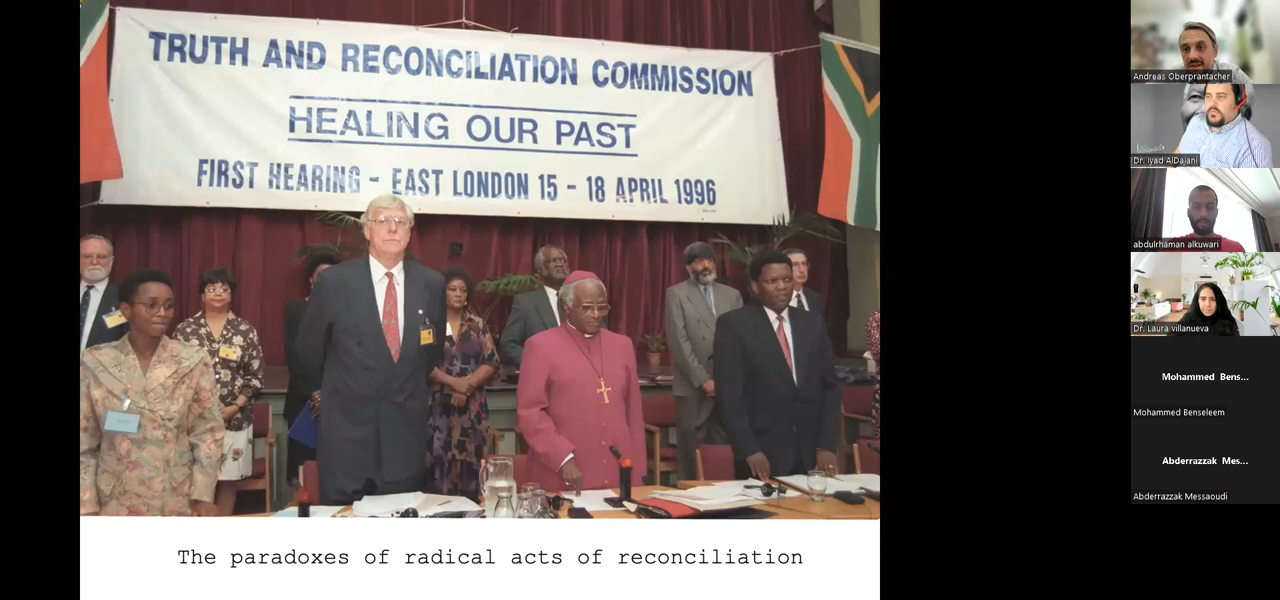 TRUTH AND RECONCILIATION COMMISSION
HEALING OUR PAST
FIRST HEARING - EAST LONDON 15 - 18 APRIL 1996
The paradoxes of radical acts of reconciliation
Andreas Oberprantacher
Dr. Iyad AlDajani
abdulrhaman alkuwari
Dr. Laura villanueva
Mohammed Bens...
Mohammed Benseleem
Abderrazzak Mes...
Abderrazzak Messaoudi